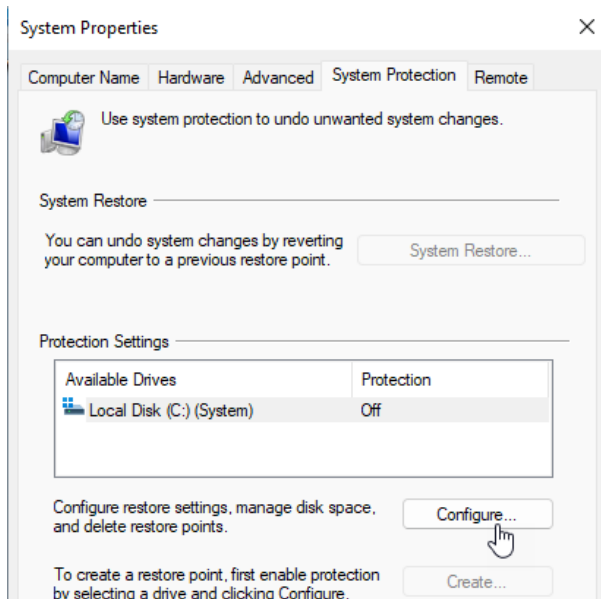 System Properties
Computer Name Hardware Advanced System Protection Remote
Use system protection to undo unwanted system changes.
System Restore
You can undo system changes by reverting
your computer to a previous restore point.
System Restore...
Protection Settings
Available Drives Protection
Local Disk (C:) (System) Off
Configure restore settings, manage disk space,
and delete restore points.
Configure...
To create a restore point, first enable protection
by selecting a drive and clicking Configure.
Create...